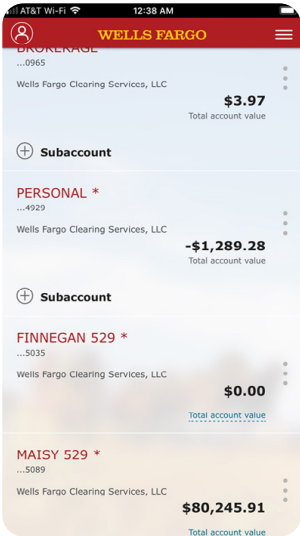 AT&T Wi-Fi 12:38 AM
WELLS FARGO
BROKERAGE
...0965
Wells Fargo Clearing Services, LLC
$3.97
Total account value
Subaccount
PERSONAL *
...4929
Wells Fargo Clearing Services, LLC
-$1,289.28
Total account value
Subaccount
FINNEGAN 529 *
...5035
Wells Fargo Clearing Services, LLC
$0.00
Total account value
MAISY 529 *
...5089
Wells Fargo Clearing Services, LLC
$80,245.91
Total account value